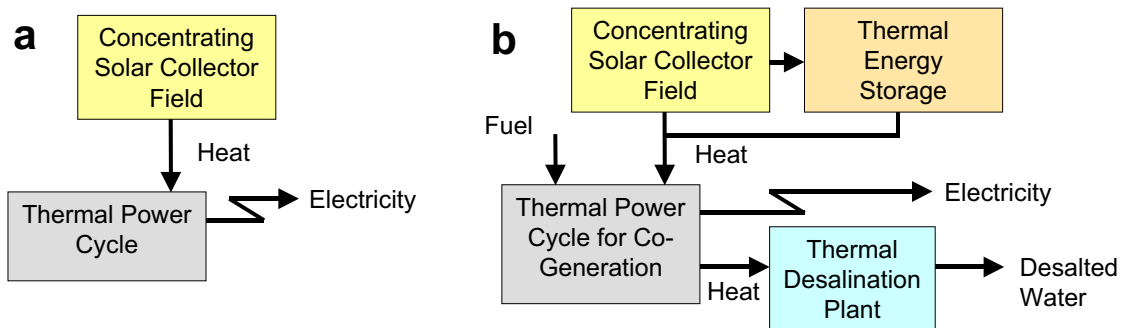 a
Concentrating
Solar Collector
Field
Heat
Thermal Power
Cycle
Electricity
b
Concentrating
Solar Collector
Field
Thermal
Energy
Storage
Fuel
Heat
Thermal Power
Cycle for Co-
Generation
Electricity
Heat
Thermal
Desalination
Plant
Desalted
Water